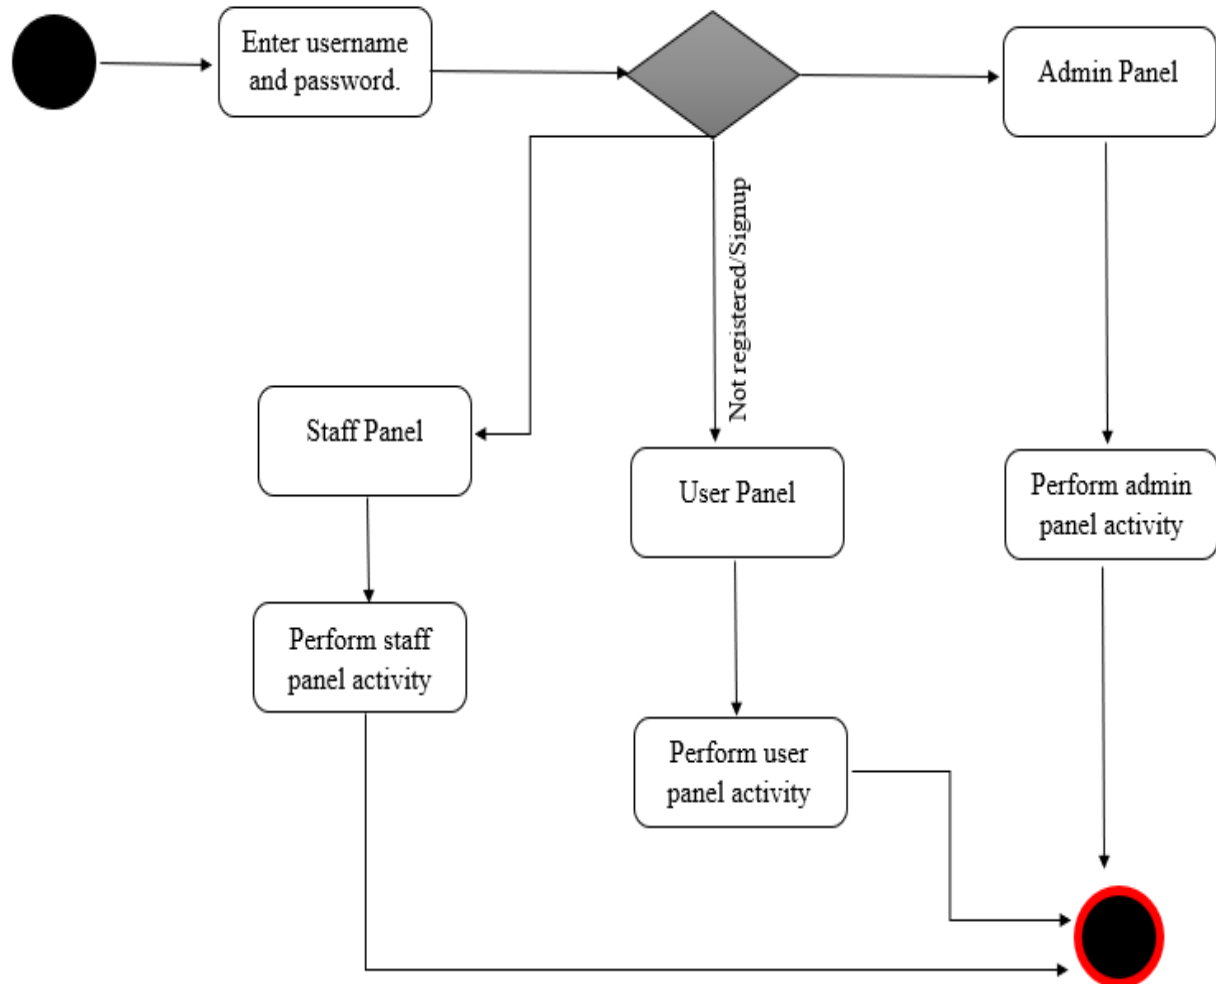 Enter username
and password.
Admin Panel
Not registered/Signup
Staff Panel
User Panel
Perform admin
panel activity
Perform staff
panel activity
Perform user
panel activity